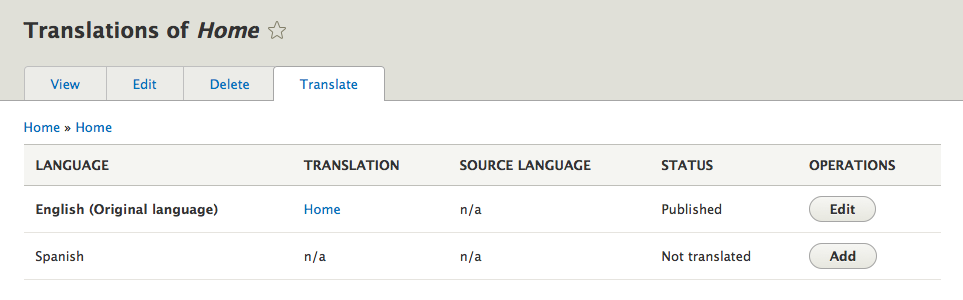 Translations of Home
View Edit Delete Translate
Home » Home
LANGUAGE TRANSLATION SOURCE LANGUAGE STATUS OPERATIONS
English (Original language) Home n/a Published Edit
Spanish n/a n/a Not translated Add